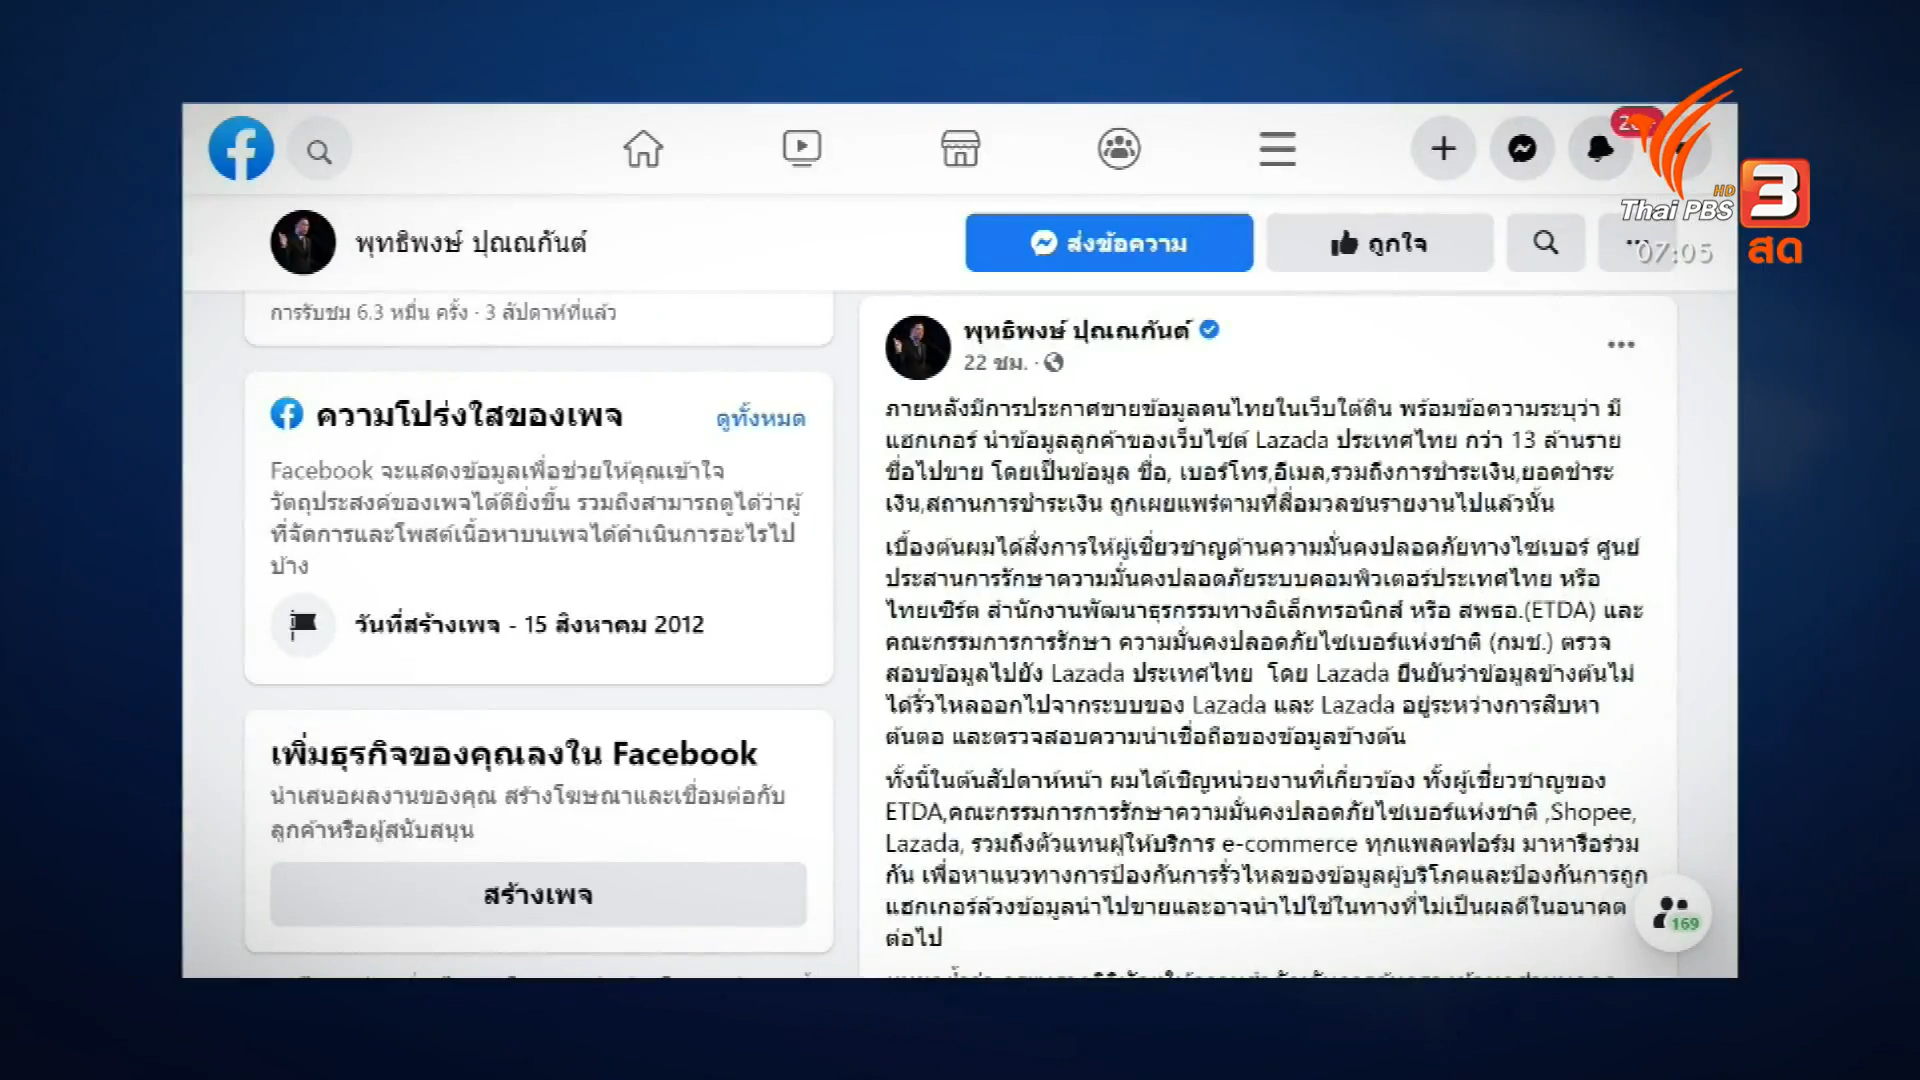 20+
HD
Thai PBS
3
07:05
สด
พุทธิพงษ์ ปุณณกันต์
ส่งข้อความ
ถูกใจ
การรับชม 6.3 หมื่น ครั้ง · 3 สัปดาห์ที่แล้ว
ความโปร่งใสของเพจ
ดูทั้งหมด
Facebook จะแสดงข้อมูลเพื่อช่วยให้คุณเข้าใจ
วัตถุประสงค์ของเพจได้ดียิ่งขึ้น รวมถึงสามารถดูได้ว่าผู้
ที่จัดการและโพสต์เนื้อหาบนเพจได้ดำเนินการอะไรไป
บ้าง
วันที่สร้างเพจ - 15 สิงหาคม 2012
เพิ่มธุรกิจของคุณลงใน Facebook
นำเสนอผลงานของคุณ สร้างโฆษณาและเชื่อมต่อกับ
ลูกค้าหรือผู้สนับสนุน
สร้างเพจ
พุทธิพงษ์ ปุณณกันต์
22 ชม. ·
ภายหลังมีการประกาศขายข้อมูลคนไทยในเว็บใต้ดิน พร้อมข้อความระบุว่า มี
แฮกเกอร์ นำข้อมูลลูกค้าของเว็บไซต์ Lazada ประเทศไทย กว่า 13 ล้านราย
ชื่อไปขาย โดยเป็นข้อมูล ชื่อ, เบอร์โทร,อีเมล,รวมถึงการชำระเงิน,ยอดชำระ
เงิน,สถานการชำระเงิน ถูกเผยแพร่ตามที่สื่อมวลชนรายงานไปแล้วนั้น
เบื้องต้นผมได้สั่งการให้ผู้เชี่ยวชาญด้านความมั่นคงปลอดภัยทางไซเบอร์ ศูนย์
ประสานการรักษาความมั่นคงปลอดภัยระบบคอมพิวเตอร์ประเทศไทย หรือ
ไทยเซิร์ต สำนักงานพัฒนาธุรกรรมทางอิเล็กทรอนิกส์ หรือ สพธอ.(ETDA) และ
คณะกรรมการการรักษา ความมั่นคงปลอดภัยไซเบอร์แห่งชาติ (กมช.) ตรวจ
สอบข้อมูลไปยัง Lazada ประเทศไทย โดย Lazada ยืนยันว่าข้อมูลข้างต้นไม่
ได้รั่วไหลออกไปจากระบบของ Lazada และ Lazada อยู่ระหว่างการสืบหา
ต้นตอ และตรวจสอบความน่าเชื่อถือของข้อมูลข้างต้น
ทั้งนี้ในต้นสัปดาห์หน้า ผมได้เชิญหน่วยงานที่เกี่ยวข้อง ทั้งผู้เชี่ยวชาญของ
ETDA,คณะกรรมการการรักษาความมั่นคงปลอดภัยไซเบอร์แห่งชาติ ,Shopee,
Lazada, รวมถึงตัวแทนผู้ให้บริการ e-commerce ทุกแพลตฟอร์ม มาหารือร่วม
กัน เพื่อหาแนวทางการป้องกันการรั่วไหลของข้อมูลผู้บริโภคและป้องกันการถูก
แฮกเกอร์ล้วงข้อมูลนำไปขายและอาจนำไปใช้ในทางที่ไม่เป็นผลดีในอนาคต
ต่อไป
169